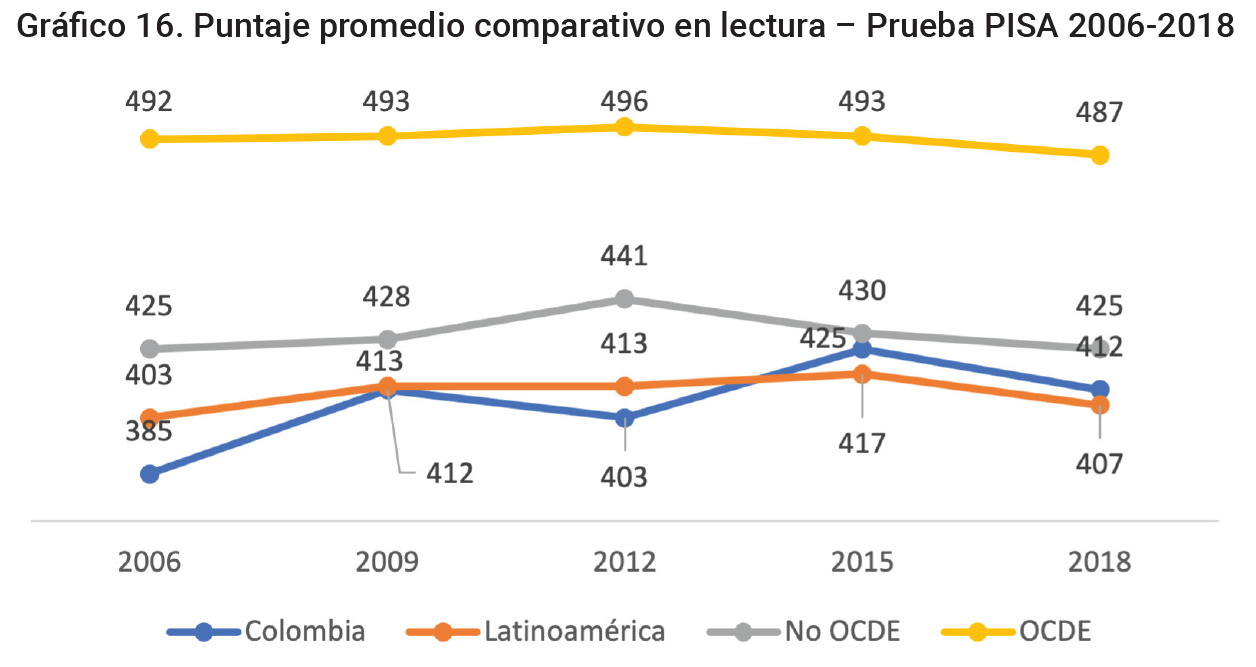 Gráfico 16. Puntaje promedio comparativo en lectura – Prueba PISA 2006-2018
492 493 496 493 487
425 428 441 430 425
403 413 413 425 412
385 412 403 417 407
2006 2009 2012 2015 2018
Colombia Latinoamérica No OCDE OCDE